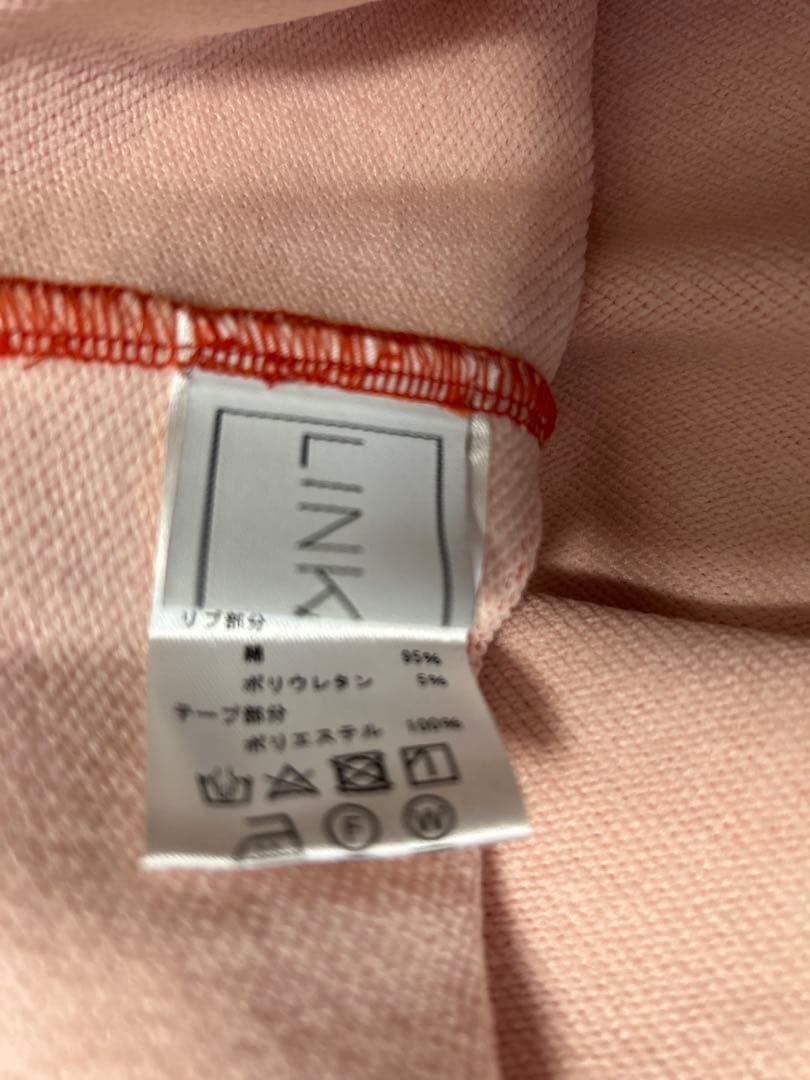 LINK
リブ部分
綿 95%
ポリウレタン 5%
テープ部分
ポリエステル 100%
F W